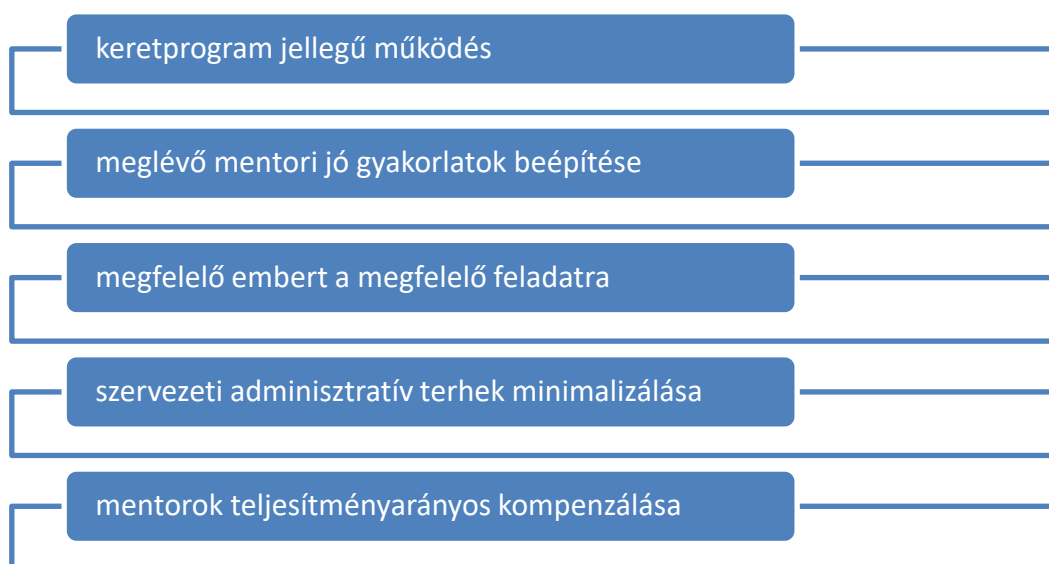 keretprogram jellegű működés
meglévő mentori jó gyakorlatok beépítése
megfelelő embert a megfelelő feladatra
szervezeti adminisztratív terhek minimalizálása
mentorok teljesítményarányos kompenzálása